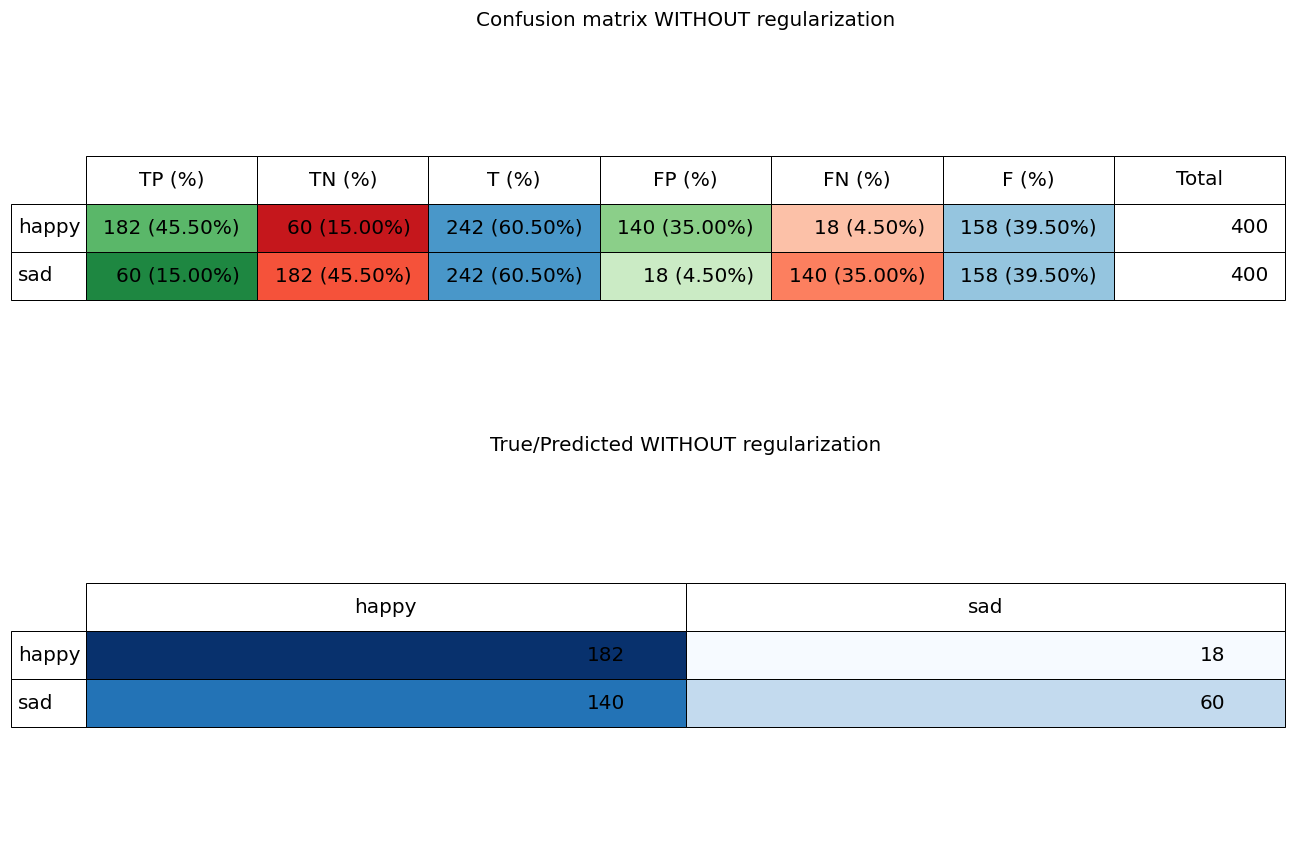 Confusion matrix WITHOUT regularization
TP (%) TN (%) T (%) FP (%) FN (%) F (%) Total
happy 182 (45.50%) 60 (15.00%) 242 (60.50%) 140 (35.00%) 18 (4.50%) 158 (39.50%) 400
sad 60 (15.00%) 182 (45.50%) 242 (60.50%) 18 (4.50%) 140 (35.00%) 158 (39.50%) 400
True/Predicted WITHOUT regularization
happy sad
happy 182 18
sad 140 60